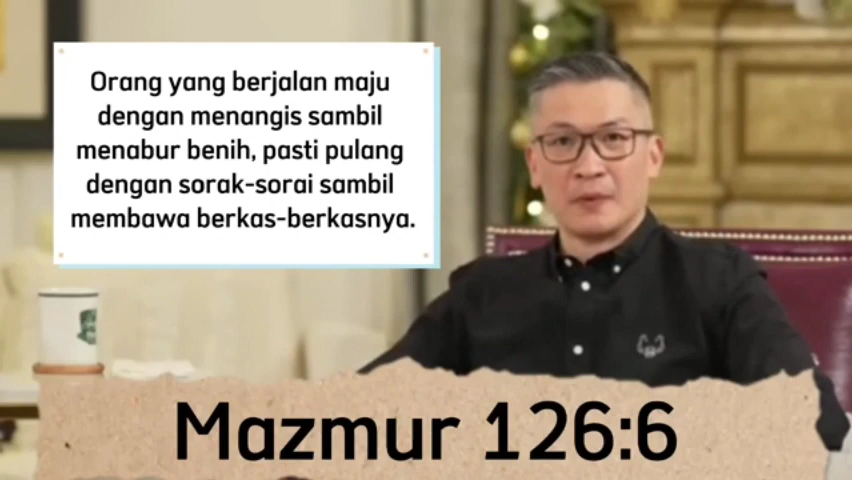 Orang yang berjalan maju
dengan menangis sambil
menabur benih, pasti pulang
dengan sorak-sorai sambil
membawa berkas-berkasnya.
Mazmur 126:6